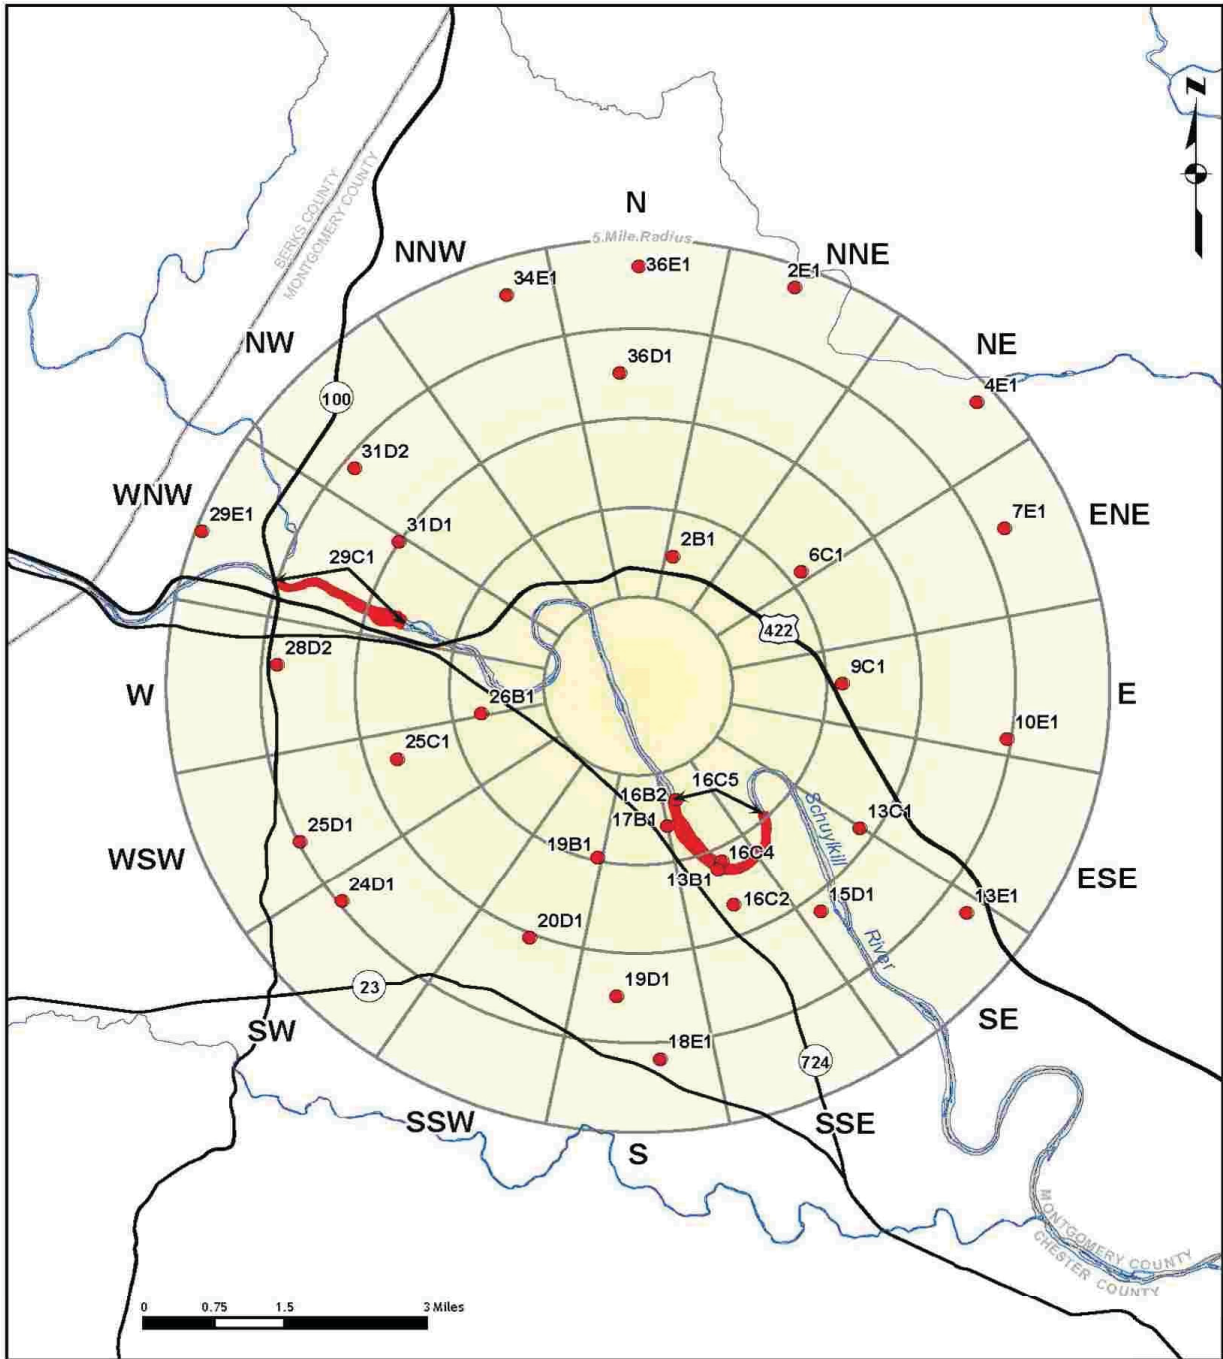 N
N
5 Mile Radius
NNW
NNE
36E1
2E1
34E1
BERKS COUNTY
MONTGOMERY COUNTY
NW
NE
36D1
4E1
100
31D2
WNW
29E1
7E1
ENE
31D1
29C1
2B1
6C1
422
28D2
9C1
W
26B1
E
10E1
25C1
16C5
16B2
Schuylkill
17B1
13C1
25D1
19B1
16C4
WSW
13B1
ESE
24D1
16C2
15D1
13E1
20D1
River
23
19D1
SW
SE
18E1
724
SSW
SSE
S
MONTGOMERY COUNTY
CHESTER COUNTY
0 0.75 1.5 3 Miles